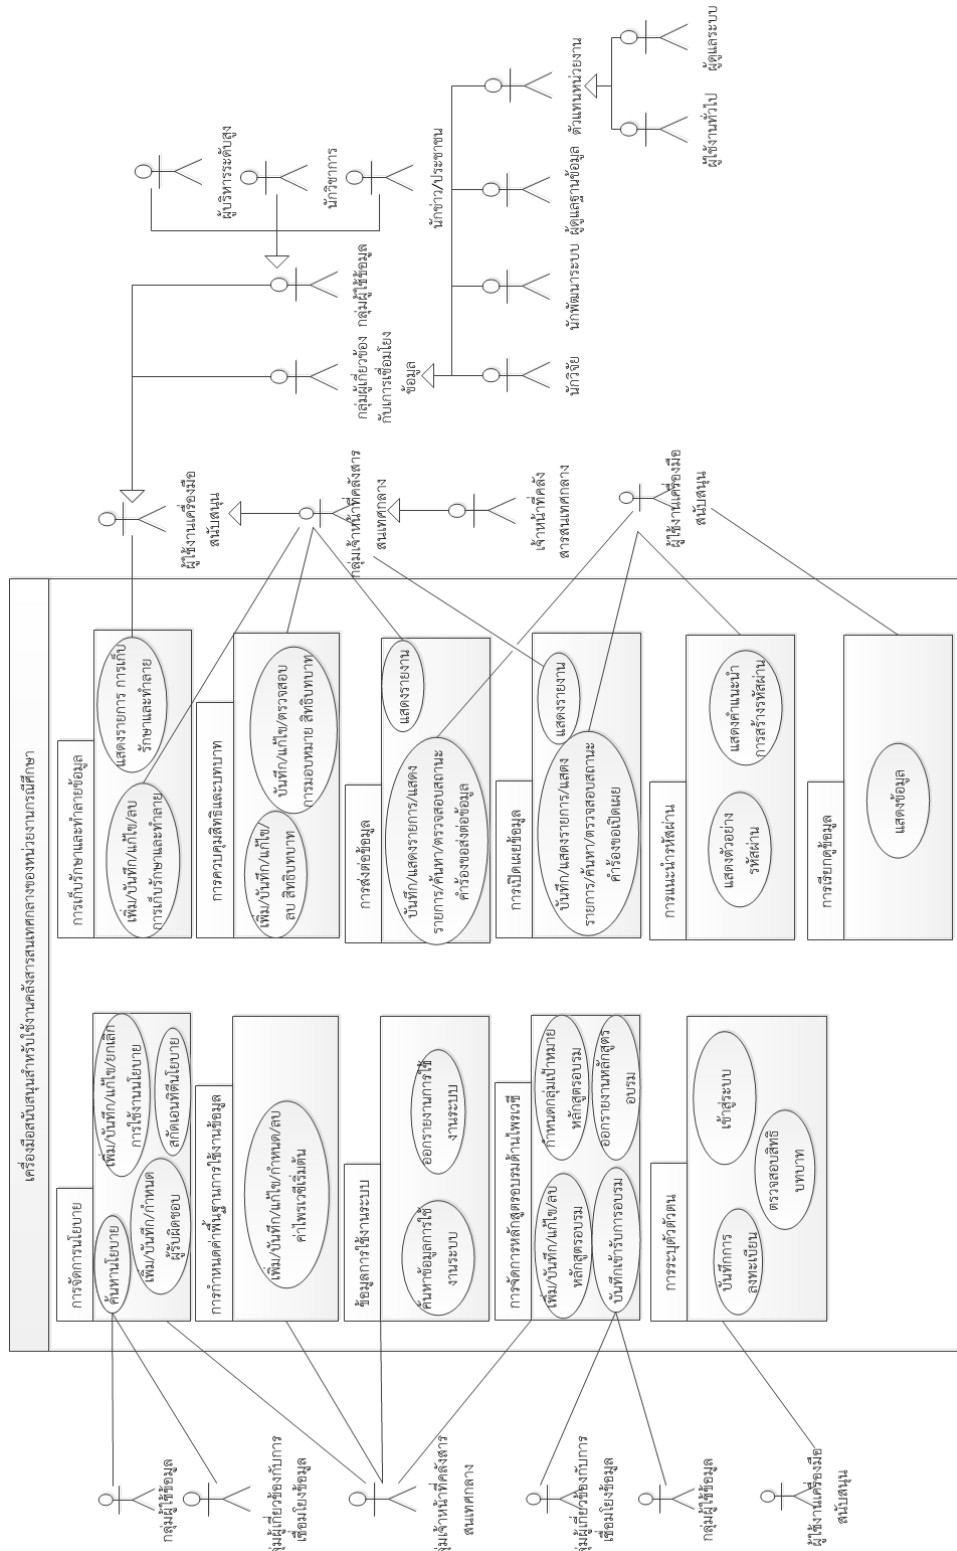 เครื่องมือสนับสนุนสำหรับใช้งานคลังสารสนเทศกลางของหน่วยงานกรณีศึกษา
การจัดการนโยบาย
ค้นหานโยบาย
เพิ่ม/บันทึก/แก้ไข/ยกเลิก
การใช้งานนโยบาย
เพิ่ม/บันทึก/กำหนด
ผู้รับผิดชอบ
สกัดเอนทิตีนโยบาย
การกำหนดค่าพื้นฐานการใช้งานข้อมูล
เพิ่ม/บันทึก/แก้ไข/กำหนด/ลบ
ค่าไพรเวซีเริ่มต้น
ข้อมูลการใช้งานระบบ
ค้นหาข้อมูลการใช้
งานระบบ
ออกรายงานการใช้
งานระบบ
การจัดการหลักสูตรอบรมด้านไพรเวซี
เพิ่ม/บันทึก/แก้ไข/ลบ
หลักสูตรอบรม
กำหนดกลุ่มเป้าหมาย
หลักสูตรอบรม
บันทึกเข้ารับการอบรม
ออกรายงานหลักสูตร
อบรม
การระบุตัวตัวตน
บันทึกการ
ลงทะเบียน
เข้าสู่ระบบ
ตรวจสอบสิทธิ
บทบาท
การเก็บรักษาและทำลายข้อมูล
เพิ่ม/บันทึก/แก้ไข/ลบ
การเก็บรักษาและทำลาย
แสดงรายการ การเก็บ
รักษาและทำลาย
การควบคุมสิทธิและบทบาท
เพิ่ม/บันทึก/แก้ไข/
ลบ สิทธิบทบาท
บันทึก/แก้ไข/ตรวจสอบ
การมอบหมาย สิทธิบทบาท
การส่งต่อข้อมูล
บันทึก/แสดงรายการ/แสดง
รายการ/ค้นหา/ตรวจสอบสถานะ
คำร้องขอส่งต่อข้อมูล
แสดงรายงาน
การเปิดเผยข้อมูล
บันทึก/แสดงรายการ/แสดง
รายการ/ค้นหา/ตรวจสอบสถานะ
คำร้องขอเปิดเผย
แสดงรายงาน
การแนะนำรหัสผ่าน
แสดงตัวอย่าง
รหัสผ่าน
แสดงคำแนะนำ
การสร้างรหัสผ่าน
การเรียกดูข้อมูล
แสดงข้อมูล
กลุ่มผู้ใช้ข้อมูล
ลุ่มผู้เกี่ยวข้องกับการ
เชื่อมโยงข้อมูล
ลุ่มเจ้าหน้าที่คลังสาร
สนเทศกลาง
ลุ่มผู้เกี่ยวข้องกับการ
เชื่อมโยงข้อมูล
กลุ่มผู้ใช้ข้อมูล
ผู้ใช้งานเครื่องมือ
สนับสนุน
ผู้ใช้งานเครื่องมือ
สนับสนุน
กลุ่มเจ้าหน้าที่คลังสาร
สนเทศกลาง
เจ้าหน้าที่คลัง
สารสนเทศกลาง
ผู้ใช้งานเครื่องมือ
สนับสนุน
กลุ่มผู้เกี่ยวข้อง
กับเการเชื่อมโยง
ข้อมูล
กลุ่มผู้ใช้ข้อมูล
ผู้บริหารระดับสูง
นักวิชาการ
นักข่าว/ประชาชน
นักวิจัย
นักพัฒนาระบบ
ผู้ดูแลฐานข้อมูล
ตัวแทนหน่วยงาน
ผู้ใช้งานทั่วไป
ผู้ดูแลระบบ